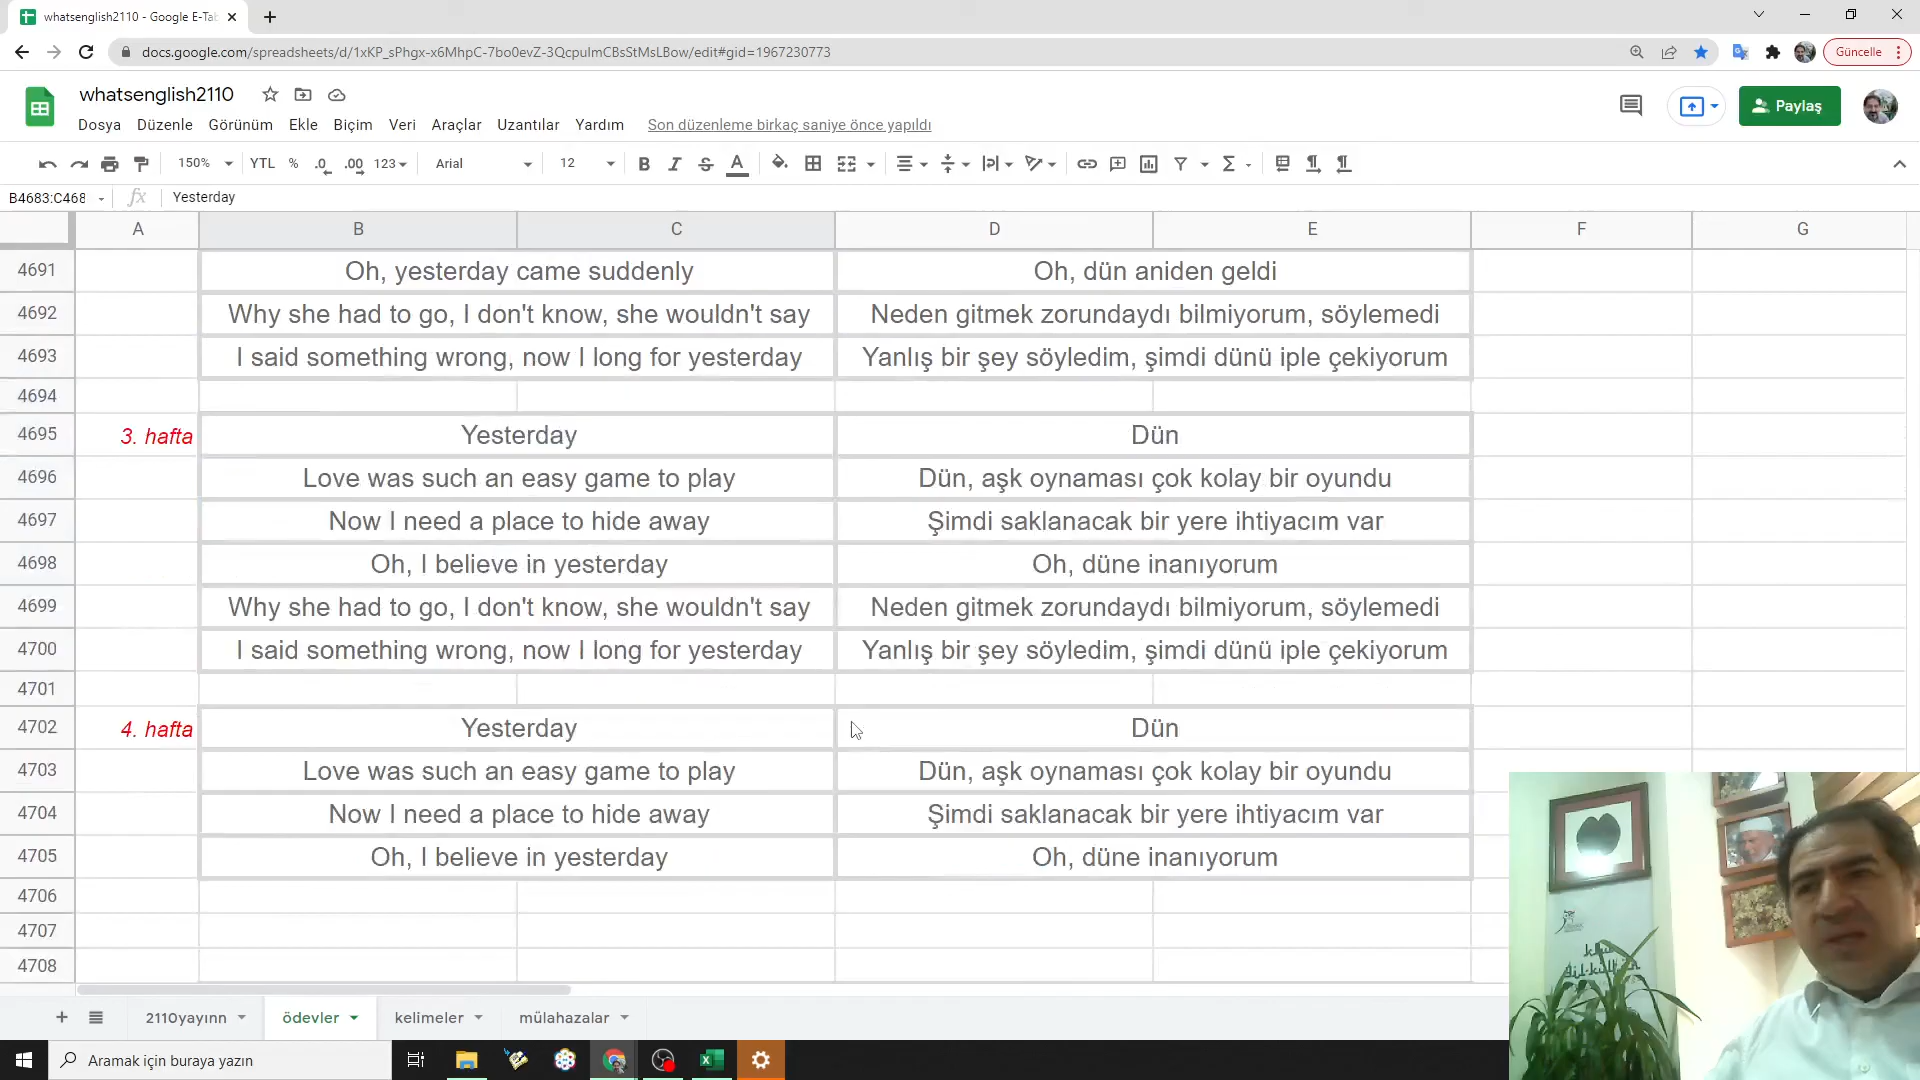 whatsenglish2110 - Google E-Tab
docs.google.com/spreadsheets/d/1xKP_sPhgx-x6MhpC-7bo0evZ-3QcpuImCBsStMsLBow/edit#gid=1967230773
Güncelle
whatsenglish2110
Dosya Düzenle Görünüm Ekle Biçim Veri Araçlar Uzantılar Yardım Son düzenleme birkaç saniye önce yapıldı
Paylaş
150% YTL % .0 .00 123 Arial 12 B I S A
B4683:C468 fx Yesterday
A B C D E F G
4691 Oh, yesterday came suddenly Oh, dün aniden geldi
4692 Why she had to go, I don't know, she wouldn't say Neden gitmek zorundaydı bilmiyorum, söylemedi
4693 I said something wrong, now I long for yesterday Yanlış bir şey söyledim, şimdi dünü iple çekiyorum
4694
4695 3. hafta Yesterday Dün
4696 Love was such an easy game to play Dün, aşk oynaması çok kolay bir oyundu
4697 Now I need a place to hide away Şimdi saklanacak bir yere ihtiyacım var
4698 Oh, I believe in yesterday Oh, düne inanıyorum
4699 Why she had to go, I don't know, she wouldn't say Neden gitmek zorundaydı bilmiyorum, söylemedi
4700 I said something wrong, now I long for yesterday Yanlış bir şey söyledim, şimdi dünü iple çekiyorum
4701
4702 4. hafta Yesterday Dün
4703 Love was such an easy game to play Dün, aşk oynaması çok kolay bir oyundu
4704 Now I need a place to hide away Şimdi saklanacak bir yere ihtiyacım var
4705 Oh, I believe in yesterday Oh, düne inanıyorum
4706
4707
4708
2110yayınn ödevler kelimeler mülahazalar
Aramak için buraya yazın